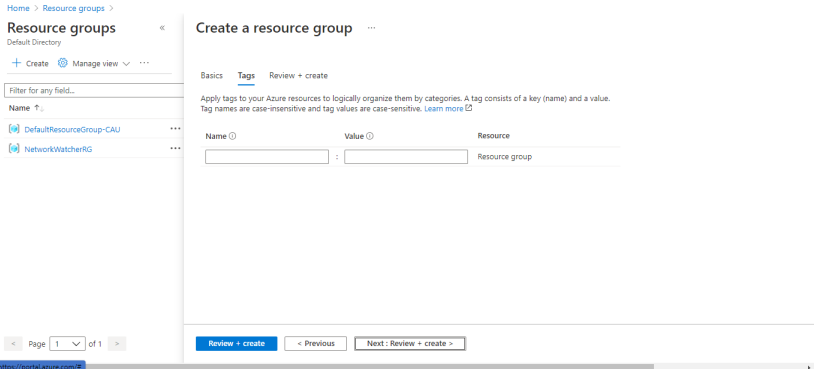 Home > Resource groups >
Resource groups
«
Default Directory
+ Create
Manage view
...
Filter for any field...
Name ↑↓
DefaultResourceGroup-CAU
...
NetworkWatcherRG
...
< Page 1 of 1 >
https://portal.azure.com/#
Create a resource group
...
Basics Tags Review + create
Apply tags to your Azure resources to logically organize them by categories. A tag consists of a key (name) and a value.
Tag names are case-insensitive and tag values are case-sensitive. Learn more
Name Value Resource
: Resource group
Review + create < Previous Next : Review + create >